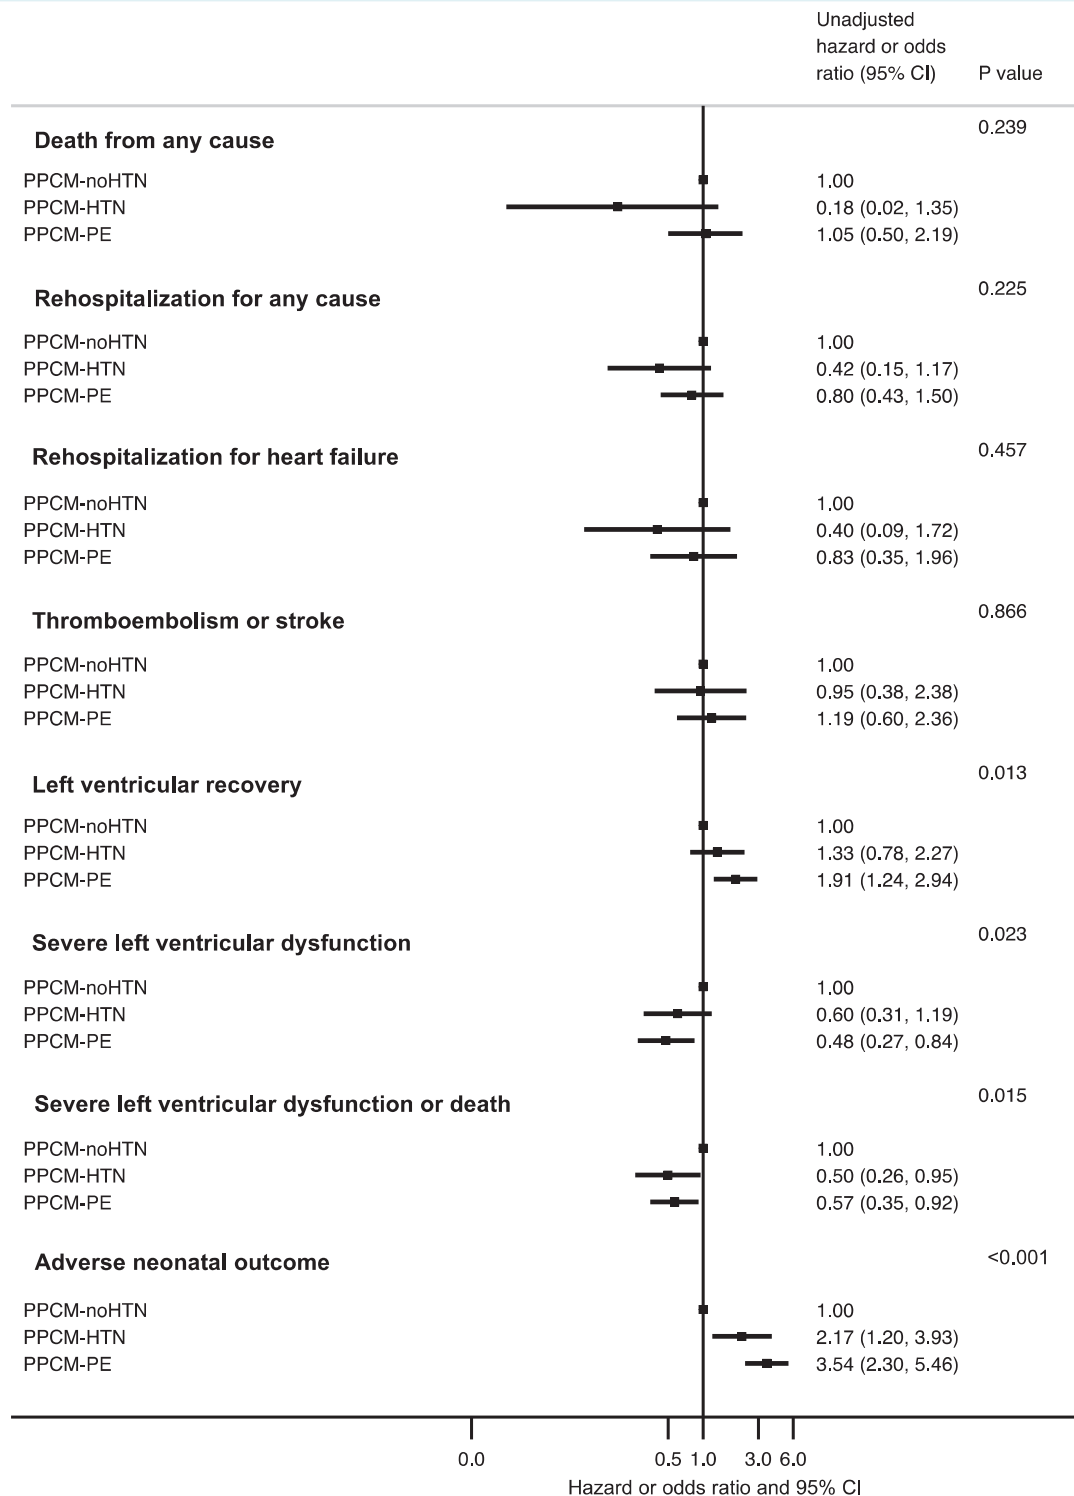 Unadjusted
hazard or odds
ratio (95% CI) P value
Death from any cause 0.239
PPCM-noHTN 1.00
PPCM-HTN 0.18 (0.02, 1.35)
PPCM-PE 1.05 (0.50, 2.19)
Rehospitalization for any cause 0.225
PPCM-noHTN 1.00
PPCM-HTN 0.42 (0.15, 1.17)
PPCM-PE 0.80 (0.43, 1.50)
Rehospitalization for heart failure 0.457
PPCM-noHTN 1.00
PPCM-HTN 0.40 (0.09, 1.72)
PPCM-PE 0.83 (0.35, 1.96)
Thromboembolism or stroke 0.866
PPCM-noHTN 1.00
PPCM-HTN 0.95 (0.38, 2.38)
PPCM-PE 1.19 (0.60, 2.36)
Left ventricular recovery 0.013
PPCM-noHTN 1.00
PPCM-HTN 1.33 (0.78, 2.27)
PPCM-PE 1.91 (1.24, 2.94)
Severe left ventricular dysfunction 0.023
PPCM-noHTN 1.00
PPCM-HTN 0.60 (0.31, 1.19)
PPCM-PE 0.48 (0.27, 0.84)
Severe left ventricular dysfunction or death 0.015
PPCM-noHTN 1.00
PPCM-HTN 0.50 (0.26, 0.95)
PPCM-PE 0.57 (0.35, 0.92)
Adverse neonatal outcome <0.001
PPCM-noHTN 1.00
PPCM-HTN 2.17 (1.20, 3.93)
PPCM-PE 3.54 (2.30, 5.46)
0.0 0.5 1.0 3.0 6.0
Hazard or odds ratio and 95% CI